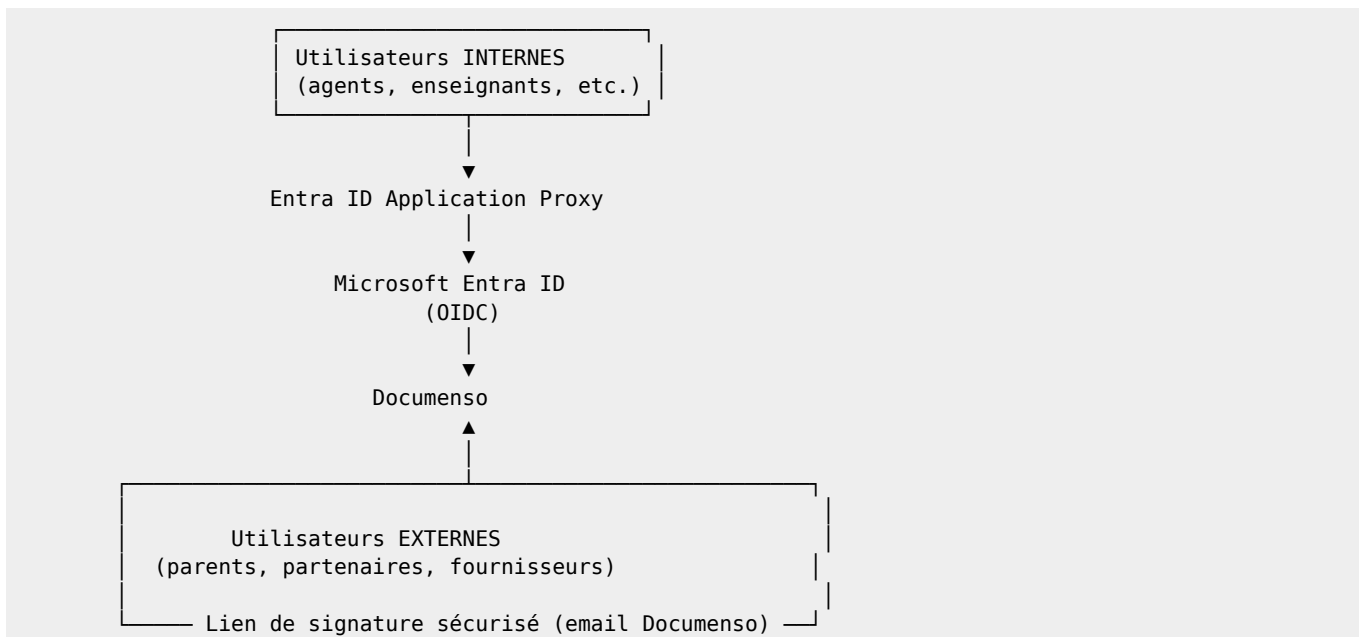 Utilisateurs INTERNES
(agents, enseignants, etc.)
Entra ID Application Proxy
Microsoft Entra ID
(OIDC)
Documenso
Utilisateurs EXTERNES
(parents, partenaires, fournisseurs)
Lien de signature sécurisé (email Documenso)